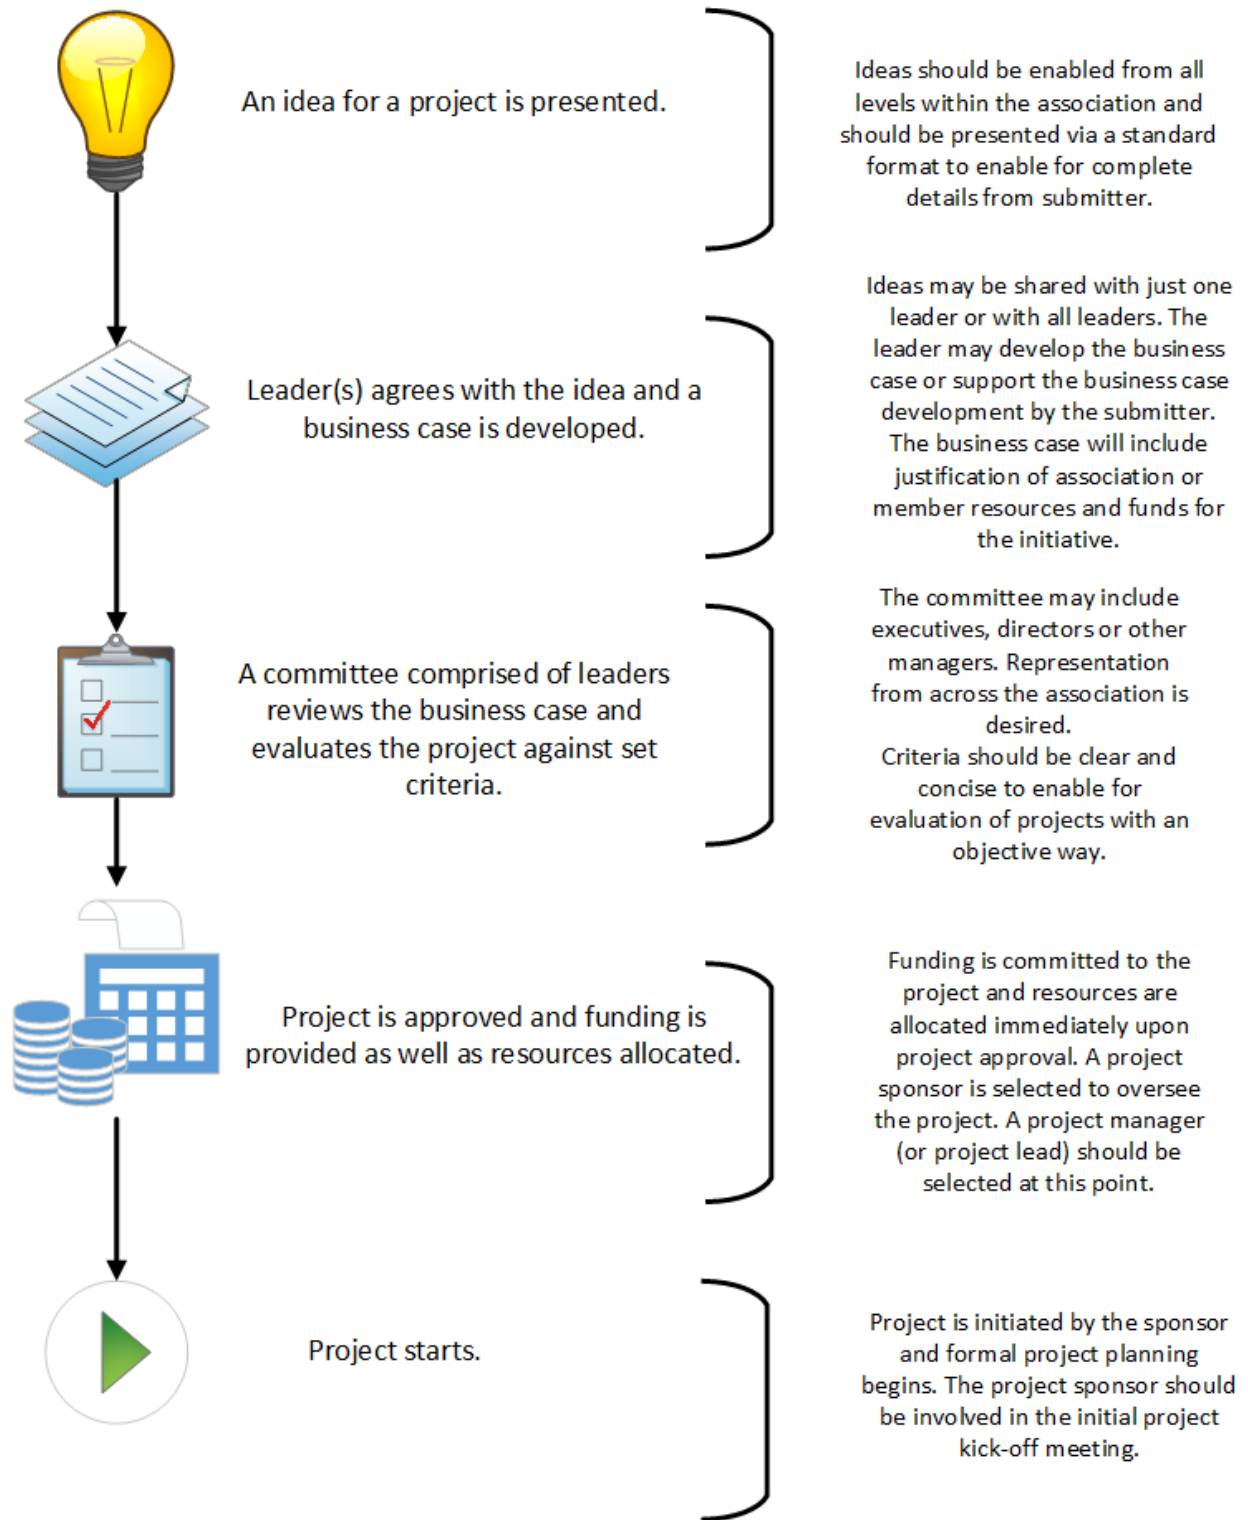 An idea for a project is presented.
Ideas should be enabled from all
levels within the association and
should be presented via a standard
format to enable for complete
details from submitter.
Leader(s) agrees with the idea and a
business case is developed.
Ideas may be shared with just one
leader or with all leaders. The
leader may develop the business
case or support the business case
development by the submitter.
The business case will include
justification of association or
member resources and funds for
the initiative.
A committee comprised of leaders
reviews the business case and
evaluates the project against set
criteria.
The committee may include
executives, directors or other
managers. Representation
from across the association is
desired.
Criteria should be clear and
concise to enable for
evaluation of projects with an
objective way.
Project is approved and funding is
provided as well as resources allocated.
Funding is committed to the
project and resources are
allocated immediately upon
project approval. A project
sponsor is selected to oversee
the project. A project manager
(or project lead) should be
selected at this point.
Project starts.
Project is initiated by the sponsor
and formal project planning
begins. The project sponsor should
be involved in the initial project
kick-off meeting.